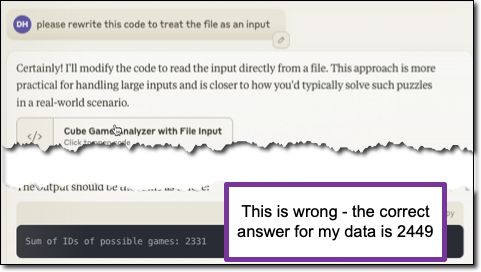 DH please rewrite this code to treat the file as an input
Certainly! I'll modify the code to read the input directly from a file. This approach is more
practical for handling large inputs and is closer to how you'd typically solve such puzzles
in a real-world scenario.
</> Cube Game Analyzer with File Input
Click to open code
The output should be
This is wrong - the correct
answer for my data is 2449
Sum of IDs of possible games: 2331